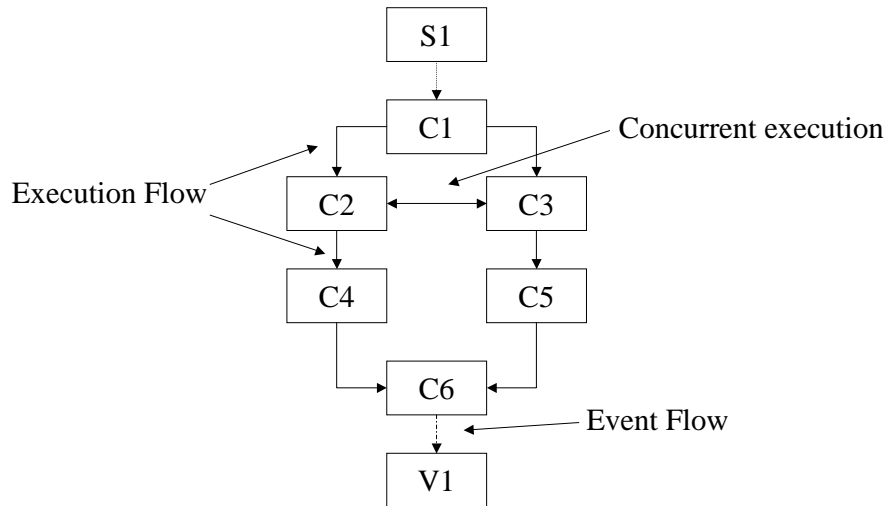 S1
C1
Concurrent execution
Execution Flow
C2
C3
C4
C5
C6
Event Flow
V1